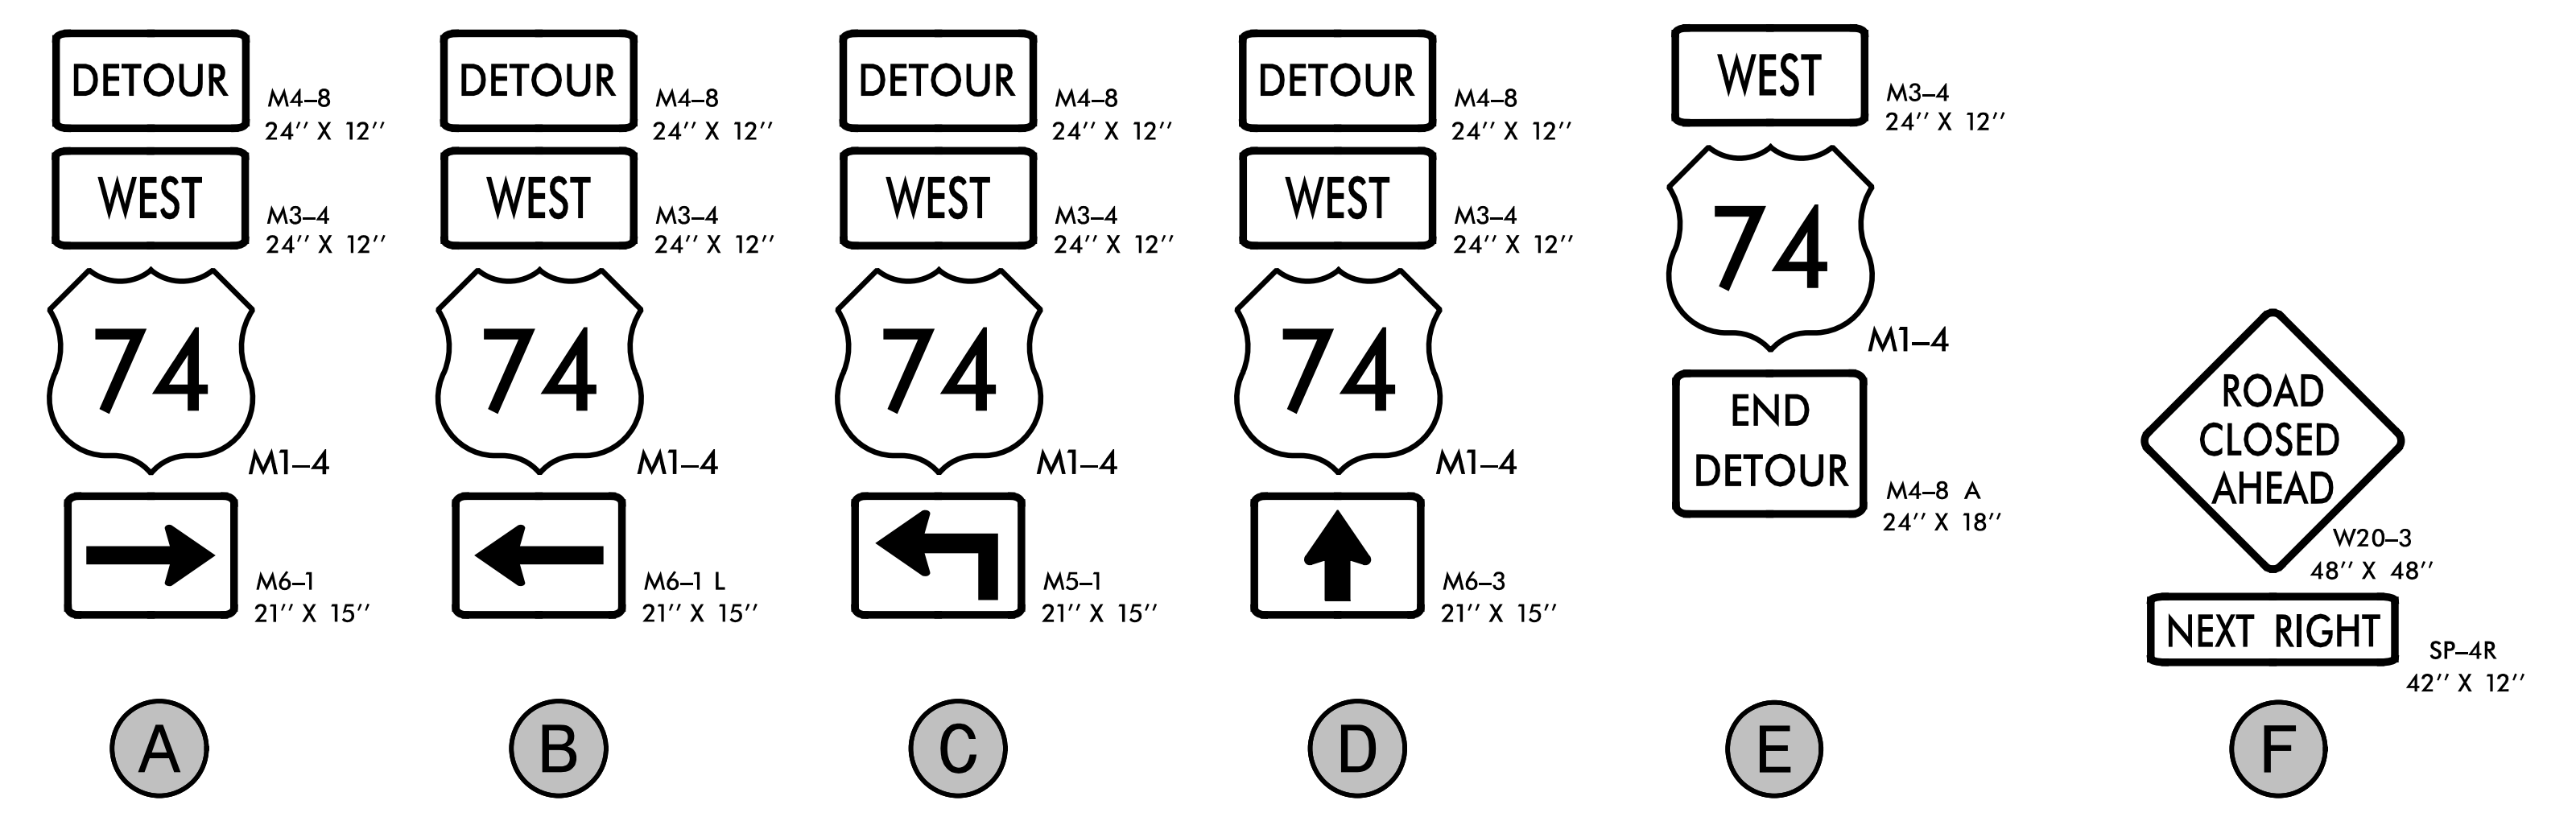 DETOUR
M4–8
24'' X 12''
WEST
M3–4
24'' X 12''
74
M1–4
M6–1
21'' X 15''
A
DETOUR
M4–8
24'' X 12''
WEST
M3–4
24'' X 12''
74
M1–4
M6–1 L
21'' X 15''
B
DETOUR
M4–8
24'' X 12''
WEST
M3–4
24'' X 12''
74
M1–4
M5–1
21'' X 15''
C
DETOUR
M4–8
24'' X 12''
WEST
M3–4
24'' X 12''
74
M1–4
M6–3
21'' X 15''
D
WEST
M3–4
24'' X 12''
74
M1–4
END
DETOUR
M4–8 A
24'' X 18''
E
ROAD
CLOSED
AHEAD
W20–3
48'' X 48''
NEXT RIGHT
SP–4R
42'' X 12''
F